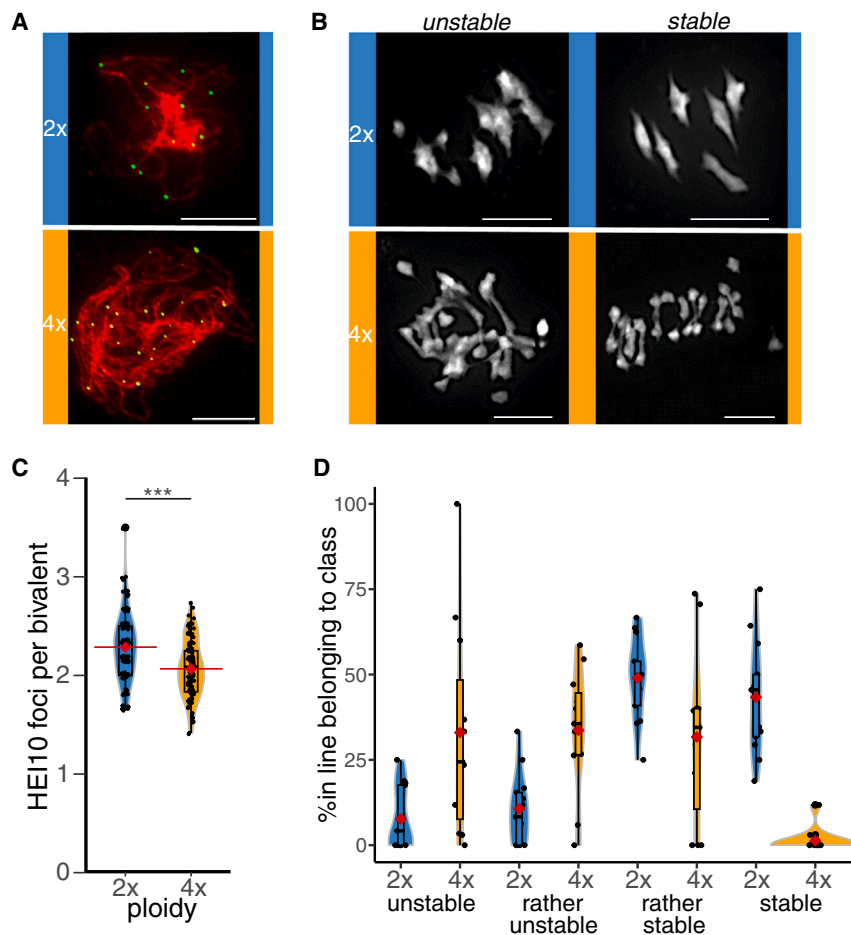 A
B
unstable
stable
2x
4x
2x
4x
C
HEI10 foci per bivalent
4
3
2
1
0
***
2x
4x
ploidy
D
%in line belonging to class
100
75
50
25
0
2x
4x
2x
4x
2x
4x
2x
4x
unstable
rather
unstable
rather
stable
stable